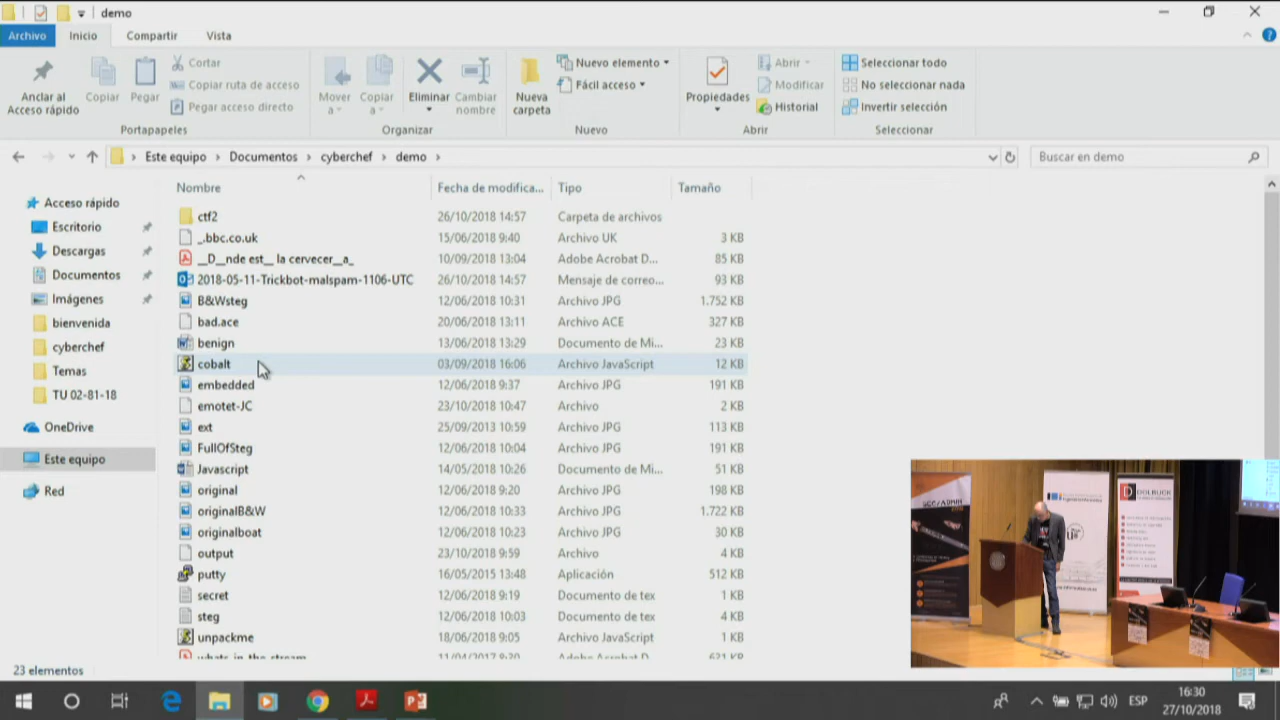 demo
Archivo Inicio Compartir Vista
Anclar al Acceso rápido
Copiar
Pegar
Cortar
Copiar ruta de acceso
Pegar acceso directo
Portapapeles
Mover a
Copiar a
Eliminar
Cambiar nombre
Organizar
Nueva carpeta
Nuevo elemento
Fácil acceso
Nuevo
Propiedades
Abrir
Modificar
Historial
Abrir
Seleccionar todo
No seleccionar nada
Invertir selección
Seleccionar
Este equipo > Documentos > cyberchef > demo >
Buscar en demo
Acceso rápido
Escritorio
Descargas
Documentos
Imágenes
bienvenida
cyberchef
Temas
TU 02-81-18
OneDrive
Este equipo
Red
Nombre Fecha de modifica... Tipo Tamaño
ctf2 26/10/2018 14:57 Carpeta de archivos
_.bbc.co.uk 15/06/2018 9:40 Archivo UK 3 KB
__D__nde est__ la cervecer__a_ 10/09/2018 13:04 Adobe Acrobat D... 85 KB
2018-05-11-Trickbot-malspam-1106-UTC 26/10/2018 14:57 Mensaje de correo... 93 KB
B&Wsteg 12/06/2018 10:31 Archivo JPG 1.752 KB
bad.ace 20/06/2018 13:11 Archivo ACE 327 KB
benign 13/06/2018 13:29 Documento de Mi... 23 KB
cobalt 03/09/2018 16:06 Archivo JavaScript 12 KB
embedded 12/06/2018 9:37 Archivo JPG 191 KB
emotet-JC 23/10/2018 10:47 Archivo 2 KB
ext 25/09/2013 10:59 Archivo JPG 113 KB
FullOfSteg 12/06/2018 10:04 Archivo JPG 191 KB
Javascript 14/05/2018 10:26 Documento de Mi... 51 KB
original 12/06/2018 9:20 Archivo JPG 198 KB
originalB&W 12/06/2018 10:33 Archivo JPG 1.722 KB
originalboat 12/06/2018 10:23 Archivo JPG 30 KB
output 23/10/2018 9:59 Archivo 4 KB
putty 16/05/2015 13:48 Aplicación 512 KB
secret 12/06/2018 9:19 Documento de tex 1 KB
steg 12/06/2018 10:03 Documento de tex 4 KB
unpackme 18/06/2018 9:05 Archivo JavaScript 1 KB
whats_in_the_stream 11/04/2017 9:20 Adobe Acrobat D... 621 KB
23 elementos
DOLBUCK
ESP
16:30
27/10/2018